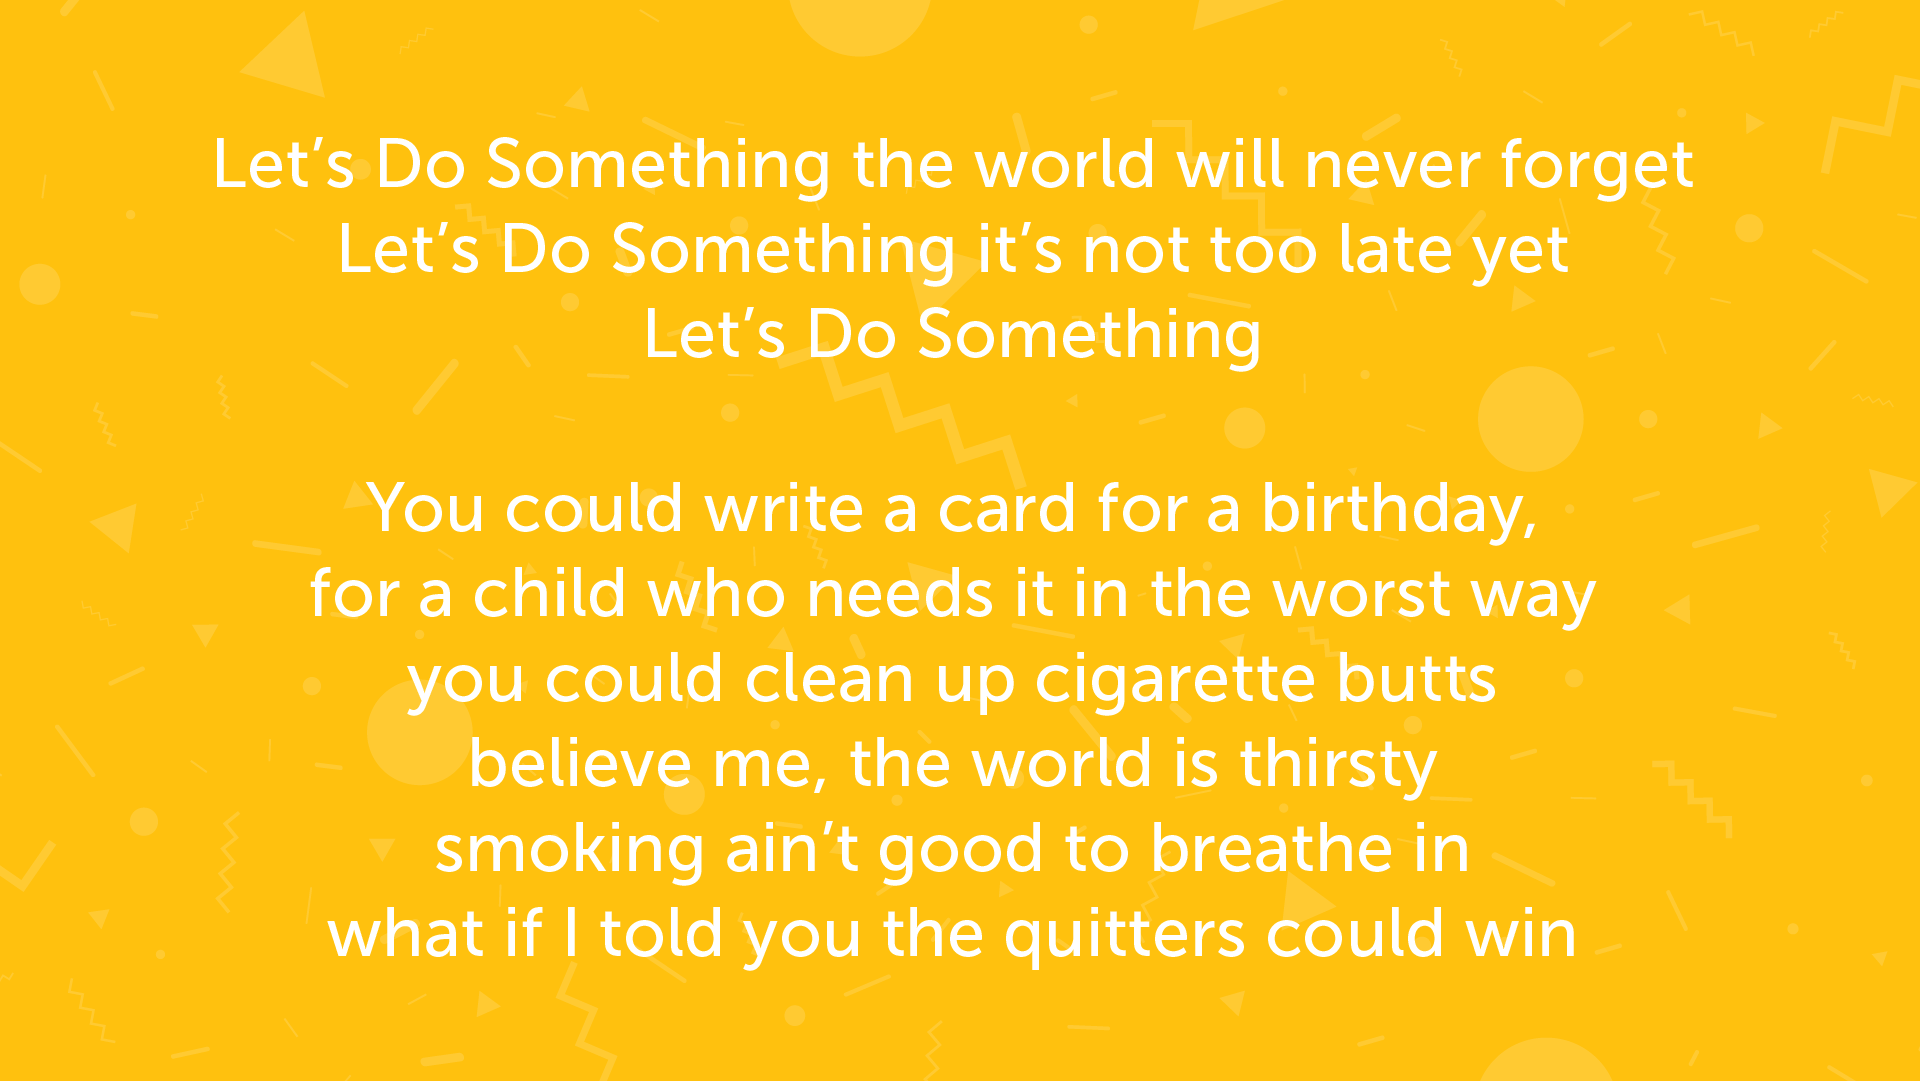 Let’s Do Something the world will never forget
Let’s Do Something it’s not too late yet
Let’s Do Something
You could write a card for a birthday,
for a child who needs it in the worst way
you could clean up cigarette butts
believe me, the world is thirsty
smoking ain’t good to breathe in
what if I told you the quitters could win